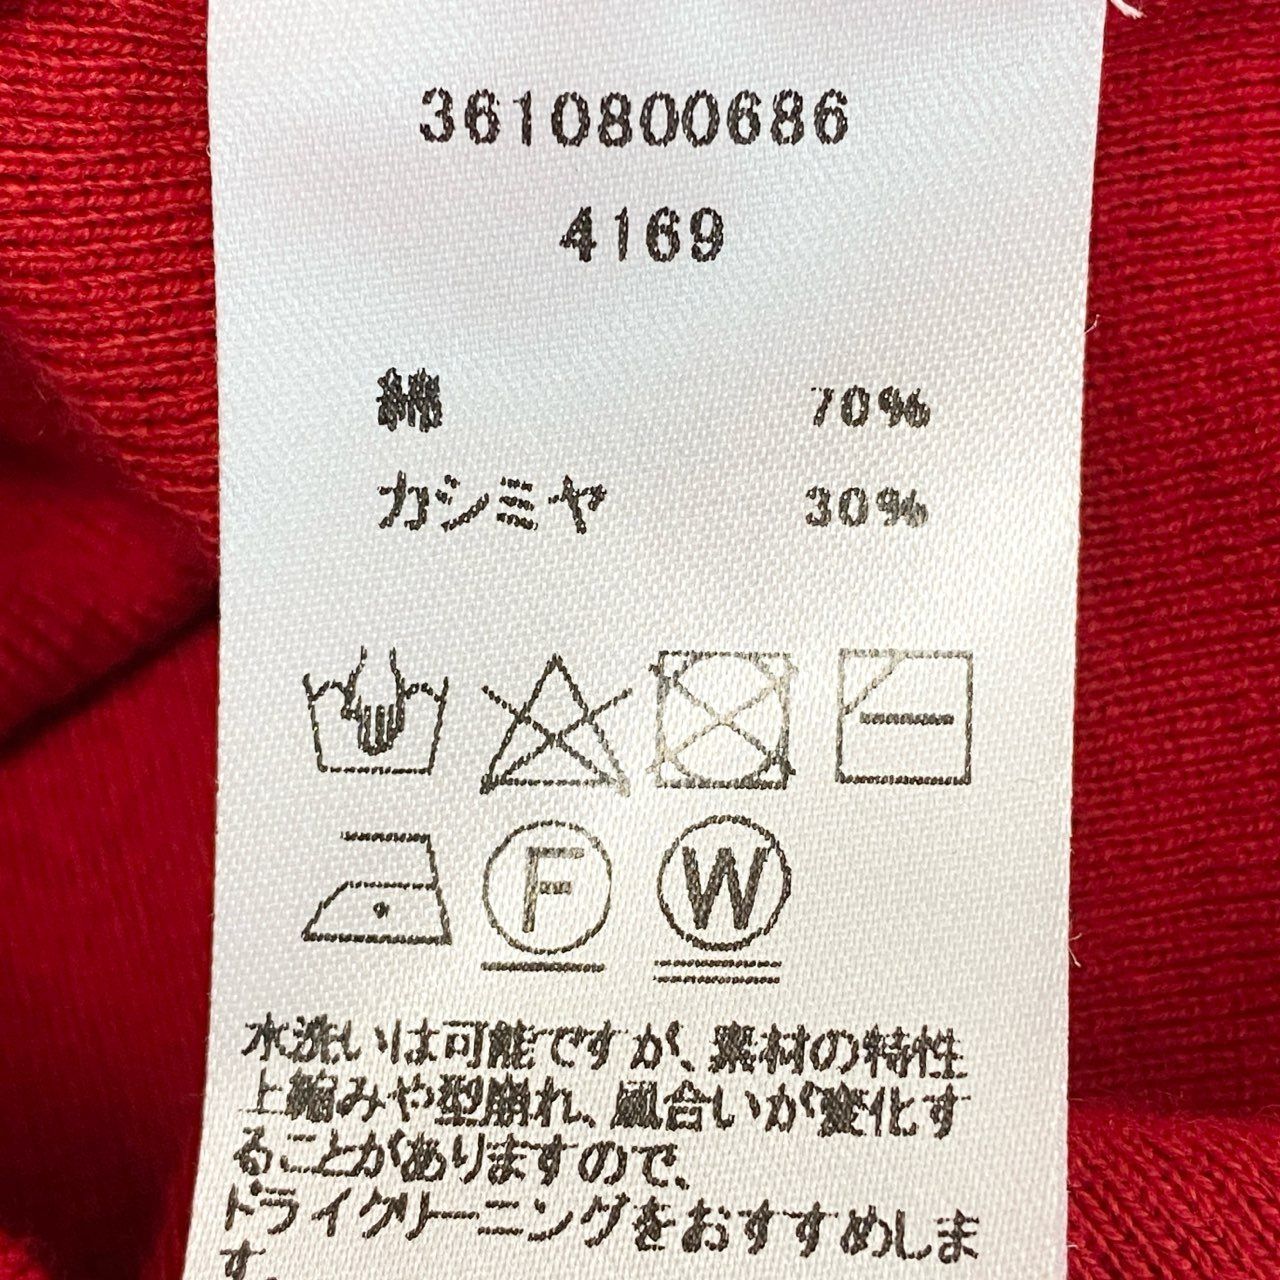 3610800686
4169
綿 70%
カシミヤ 30%
F W
水洗いは可能ですが、素材の特性
上縮みや型崩れ、風合いが変化す
ることがありますので、
ドライクリーニングをおすすめしま
す。